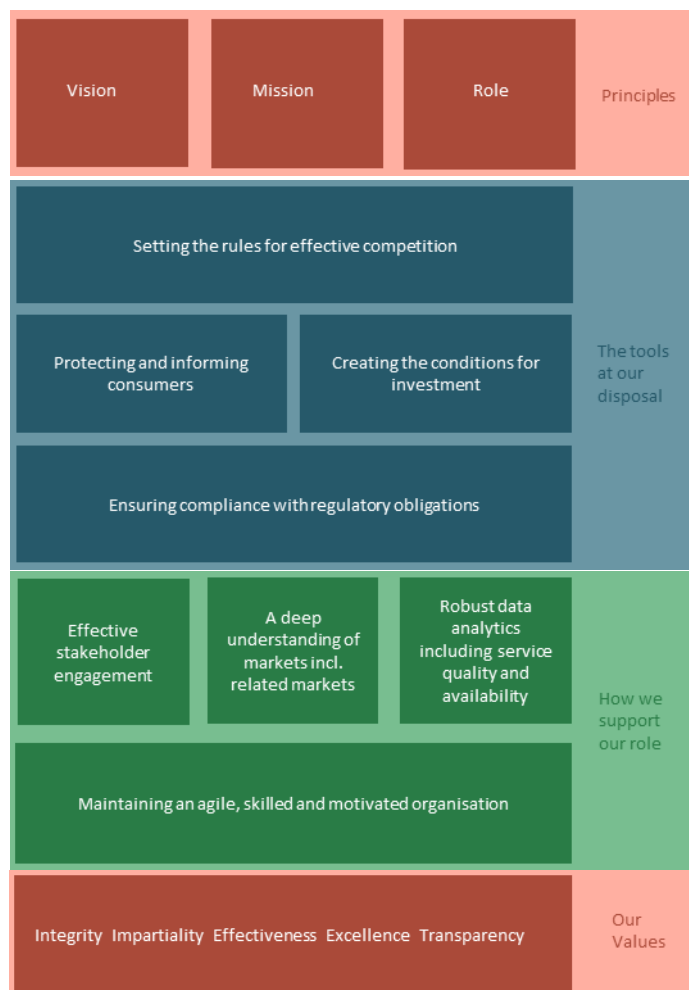 Vision
Mission
Role
Principles
Setting the rules for effective competition
Protecting and informing
consumers
Creating the conditions for
investment
The tools
at our
disposal
Ensuring compliance with regulatory obligations
Effective
stakeholder
engagement
A deep
understanding of
markets incl.
related markets
Robust data
analytics
including service
quality and
availability
How we
support
our role
Maintaining an agile, skilled and motivated organisation
Integrity Impartiality Effectiveness Excellence Transparency
Our
Values